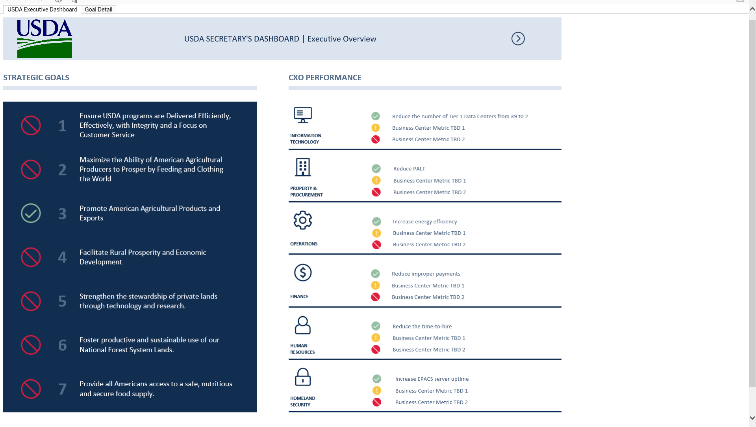 USDA Executive Dashboard
Goal Detail
USDA
USDA SECRETARY'S DASHBOARD | Executive Overview
STRATEGIC GOALS
1
Ensure USDA programs are Delivered Efficiently,
Effectively, with Integrity and a Focus on
Customer Service
2
Maximize the Ability of American Agricultural
Producers to Prosper by Feeding and Clothing
the World
3
Promote American Agricultural Products and
Exports
4
Facilitate Rural Prosperity and Economic
Development
5
Strengthen the stewardship of private lands
through technology and research.
6
Foster productive and sustainable use of our
National Forest System Lands.
7
Provide all Americans access to a safe, nutritious
and secure food supply.
CXO PERFORMANCE
INFORMATION
TECHNOLOGY
Reduce the number of Tier 1 Data Centers from 39 to 2
Business Center Metric TBD 1
Business Center Metric TBD 2
PROPERTY &
PROCUREMENT
Reduce PALT
Business Center Metric TBD 1
Business Center Metric TBD 2
OPERATIONS
Increase energy efficiency
Business Center Metric TBD 1
Business Center Metric TBD 2
FINANCE
Reduce improper payments
Business Center Metric TBD 1
Business Center Metric TBD 2
HUMAN
RESOURCES
Reduce the time-to-hire
Business Center Metric TBD 1
Business Center Metric TBD 2
HOMELAND
SECURITY
Increase EPACS server uptime
Business Center Metric TBD 1
Business Center Metric TBD 2